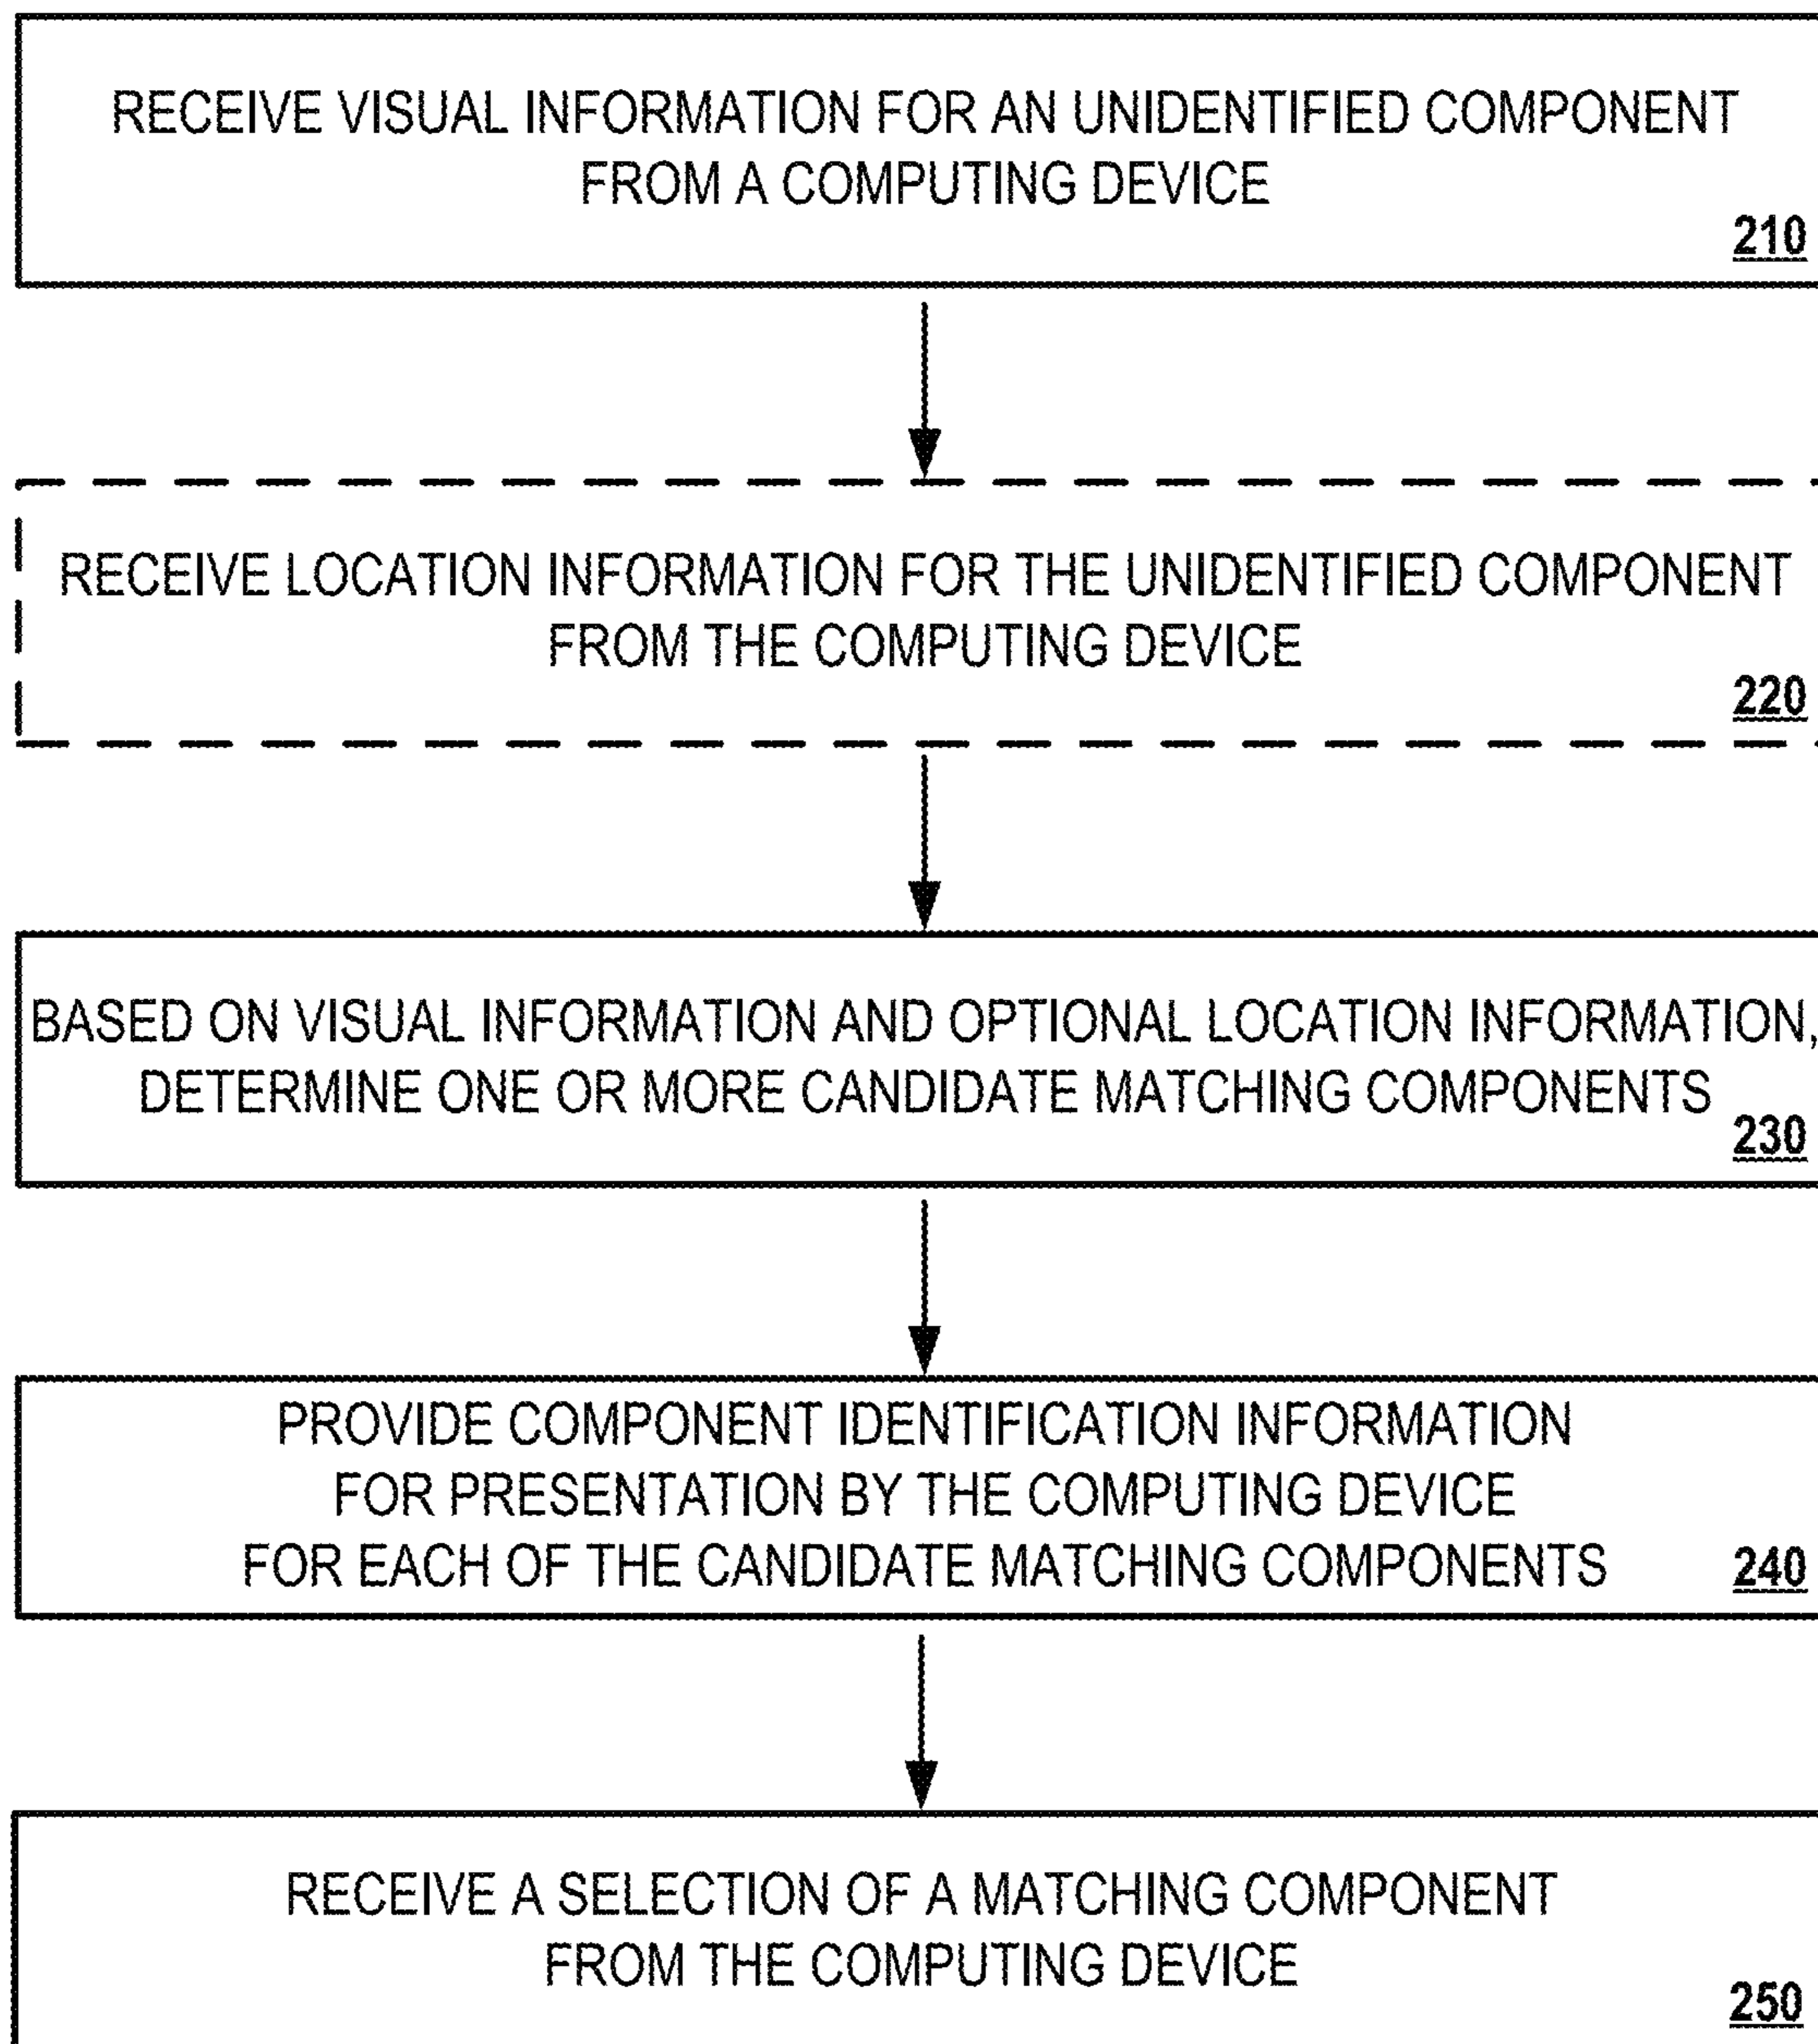 RECEIVE VISUAL INFORMATION FOR AN UNIDENTIFIED COMPONENT
FROM A COMPUTING DEVICE
210
RECEIVE LOCATION INFORMATION FOR THE UNIDENTIFIED COMPONENT
FROM THE COMPUTING DEVICE
220
BASED ON VISUAL INFORMATION AND OPTIONAL LOCATION INFORMATION,
DETERMINE ONE OR MORE CANDIDATE MATCHING COMPONENTS
230
PROVIDE COMPONENT IDENTIFICATION INFORMATION
FOR PRESENTATION BY THE COMPUTING DEVICE
FOR EACH OF THE CANDIDATE MATCHING COMPONENTS
240
RECEIVE A SELECTION OF A MATCHING COMPONENT
FROM THE COMPUTING DEVICE
250